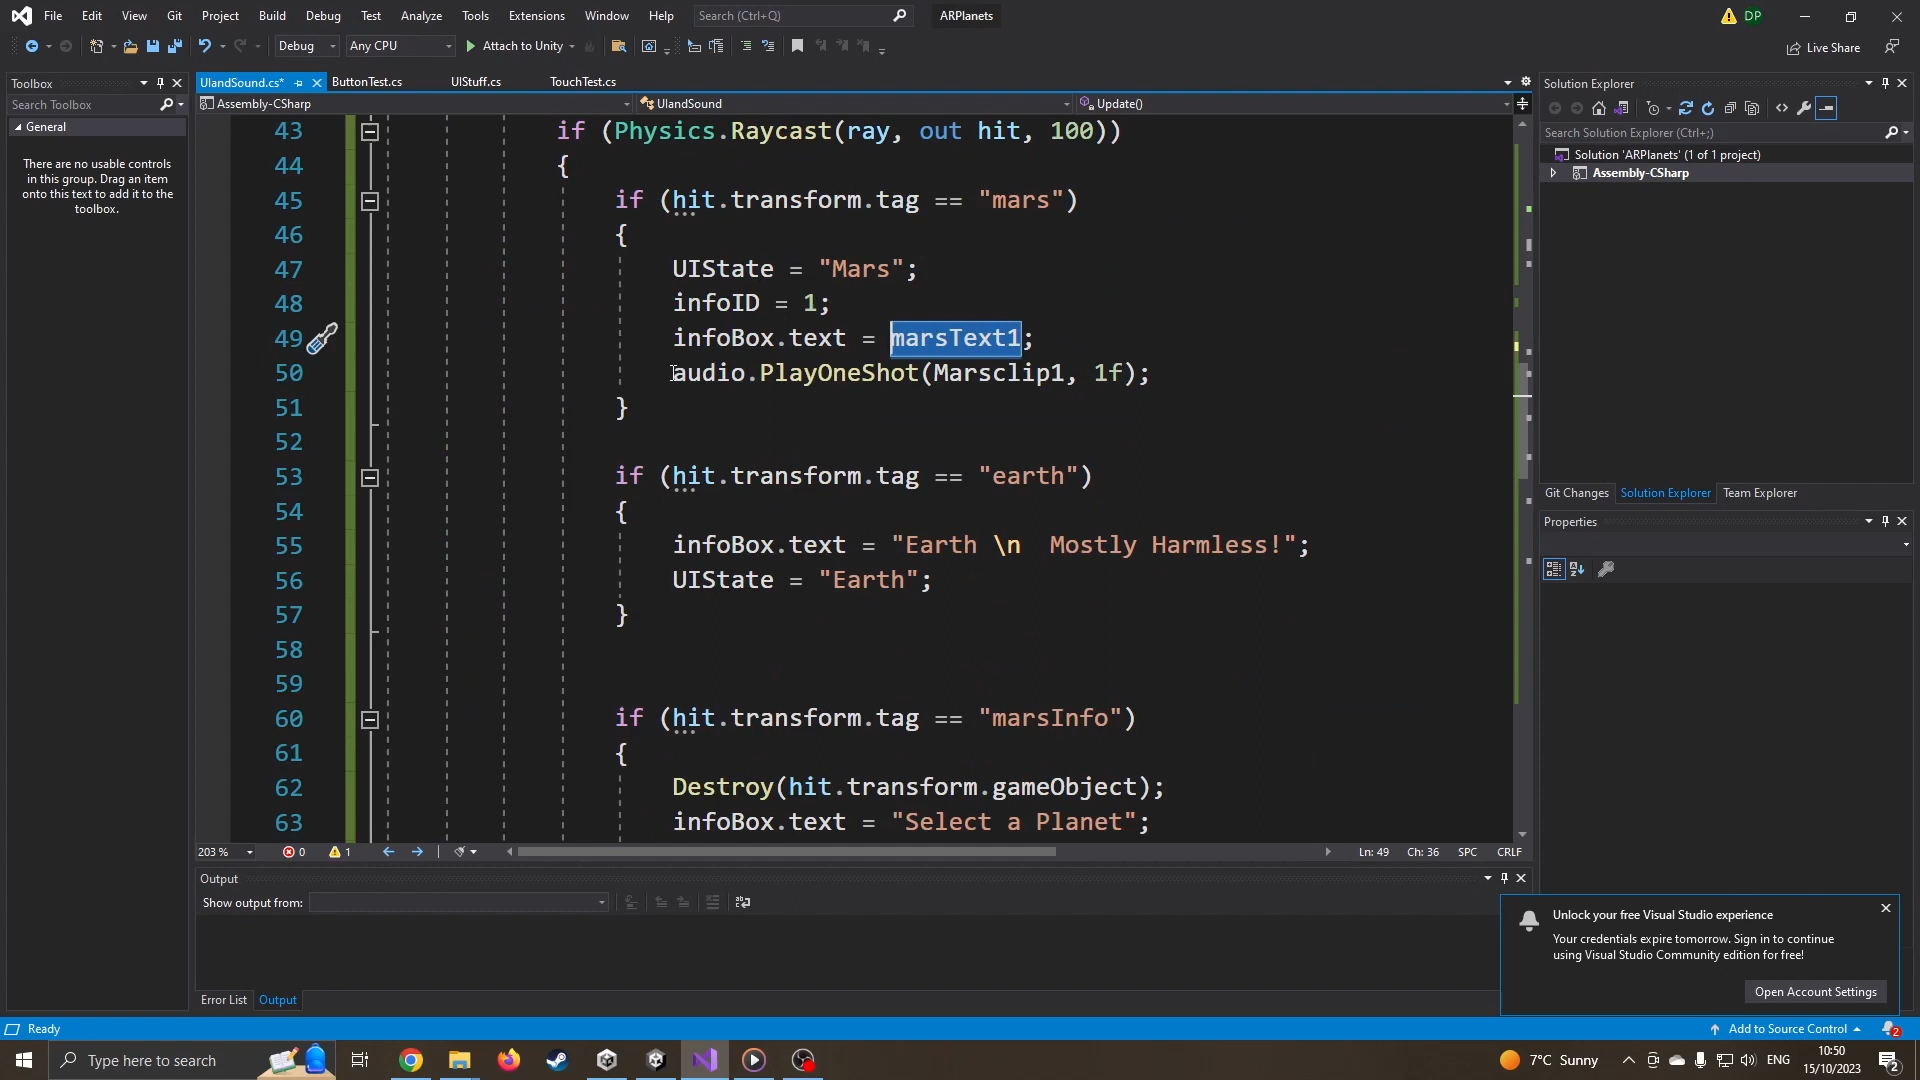 File Edit View Git Project Build Debug Test Analyze Tools Extensions Window Help Search (Ctrl+Q) ARPlanets DP
Debug Any CPU Attach to Unity Live Share
Toolbox
Search Toolbox
General
There are no usable controls
in this group. Drag an item
onto this text to add it to the
toolbox.
UIandSound.cs* ButtonTest.cs UIStuff.cs TouchTest.cs
Assembly-CSharp UIandSound Update()
43 if (Physics.Raycast(ray, out hit, 100))
44 {
45 if (hit.transform.tag == "mars")
46 {
47 UIState = "Mars";
48 infoID = 1;
49 infoBox.text = marsText1;
50 audio.PlayOneShot(Marsclip1, 1f);
51 }
52
53 if (hit.transform.tag == "earth")
54 {
55 infoBox.text = "Earth \n  Mostly Harmless!";
56 UIState = "Earth";
57 }
58
59
60 if (hit.transform.tag == "marsInfo")
61 {
62 Destroy(hit.transform.gameObject);
63 infoBox.text = "Select a Planet";
203 % 0 1 Ln: 49 Ch: 36 SPC CRLF
Output
Show output from:
Error List Output
Solution Explorer
Search Solution Explorer (Ctrl+;)
Solution 'ARPlanets' (1 of 1 project)
Assembly-CSharp
Git Changes Solution Explorer Team Explorer
Properties
Unlock your free Visual Studio experience
Your credentials expire tomorrow. Sign in to continue
using Visual Studio Community edition for free!
Open Account Settings
Ready Add to Source Control 2
Type here to search 7°C Sunny ENG 10:50
15/10/2023 2